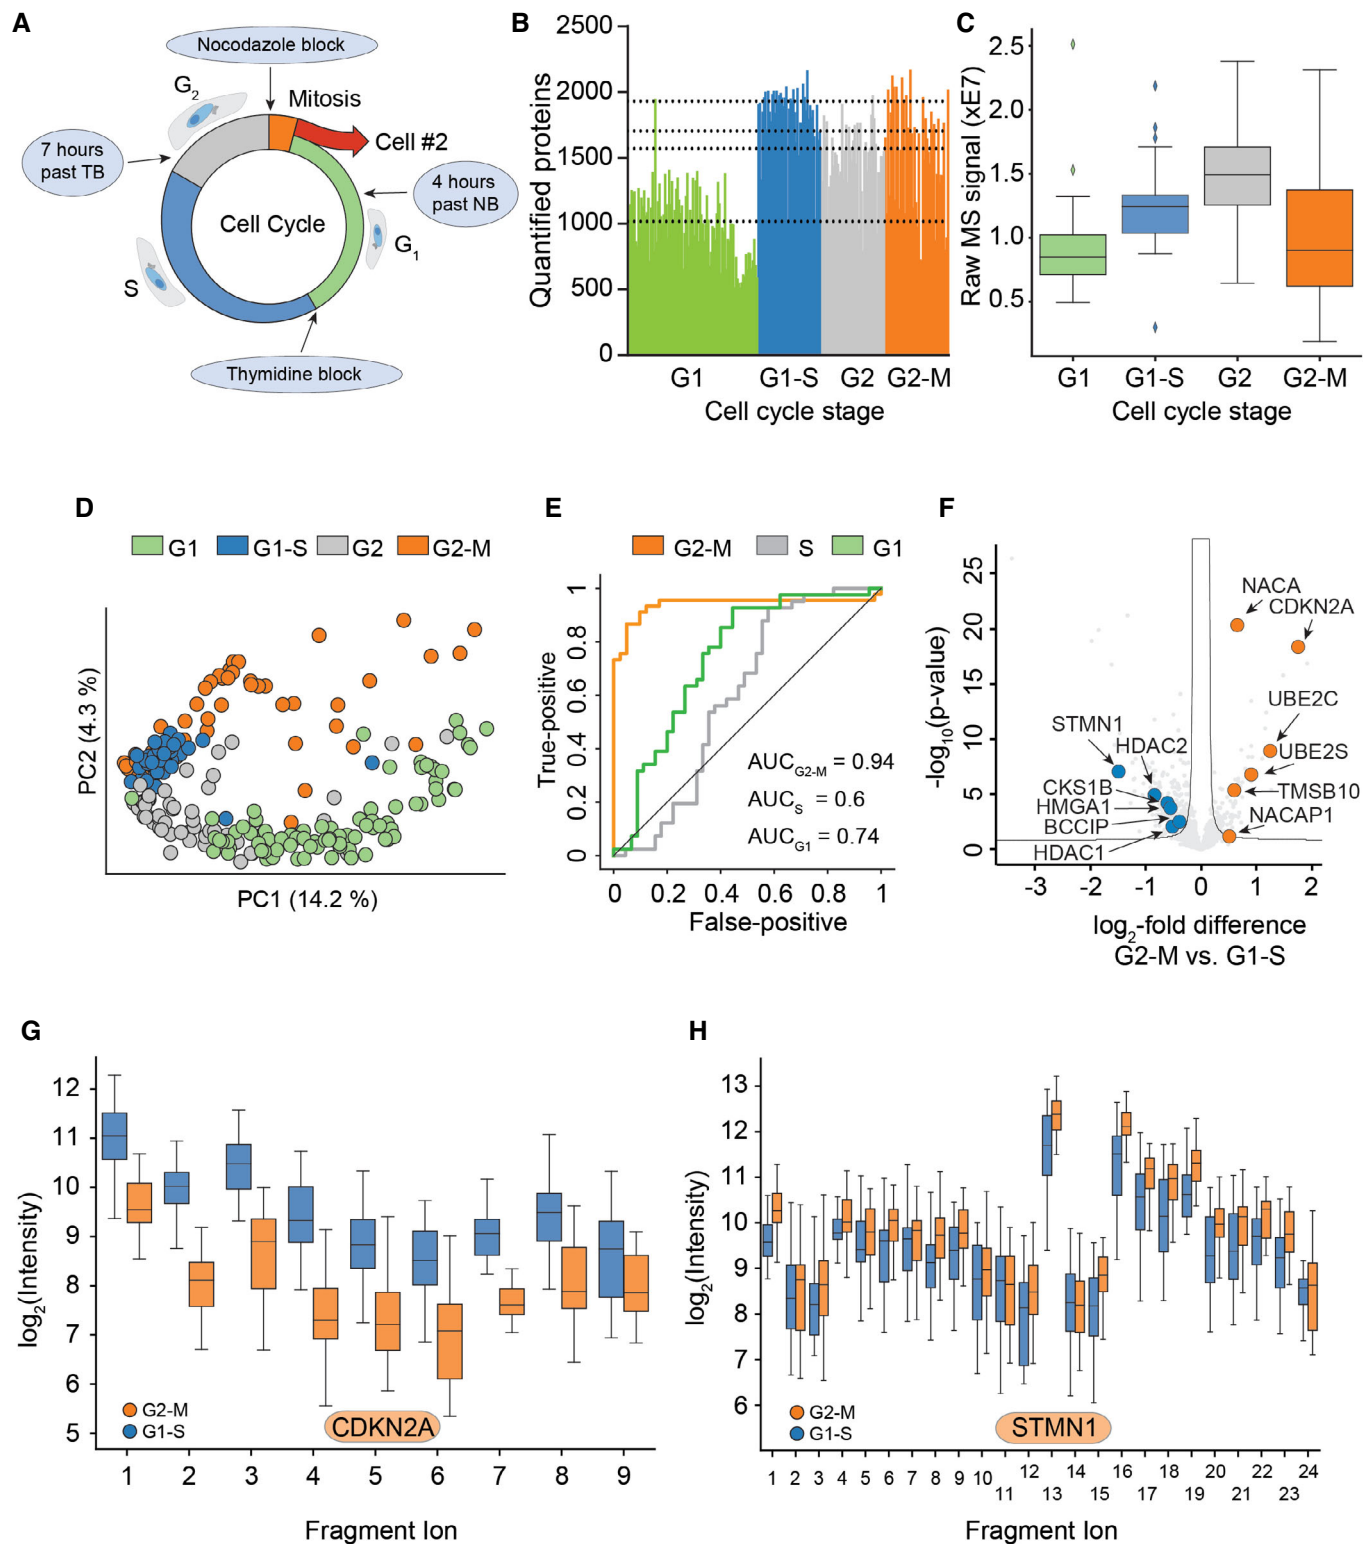 A
Nocodazole block
G2
Mitosis
Cell #2
7 hours
past TB
4 hours
past NB
Cell Cycle
G1
S
Thymidine block
B
Quantified proteins
2500
2000
1500
1000
500
0
G1 G1-S G2 G2-M
Cell cycle stage
C
Raw MS signal (xE7)
2.5
2.0
1.5
1.0
0.5
G1 G1-S G2 G2-M
Cell cycle stage
D
G1 G1-S G2 G2-M
PC2 (4.3 %)
PC1 (14.2 %)
E
G2-M S G1
True-positive
1
0.8
0.6
0.4
0.2
0
AUCG2-M = 0.94
AUCS = 0.6
AUCG1 = 0.74
0 0.2 0.4 0.6 0.8 1
False-positive
F
-log10(p-value)
25
20
15
10
5
0
NACA
CDKN2A
UBE2C
STMN1
HDAC2
UBE2S
CKS1B
TMSB10
HMGA1
NACAP1
BCCIP
HDAC1
-3 -2 -1 0 1 2
log2-fold difference
G2-M vs. G1-S
G
log2(Intensity)
12
11
10
9
8
7
6
5
G2-M
G1-S
CDKN2A
1 2 3 4 5 6 7 8 9
Fragment Ion
H
log2(Intensity)
13
12
11
10
9
8
7
6
G2-M
G1-S
STMN1
1 2 3 4 5 6 7 8 9 10 12 14 16 18 20 22 24
11 13 15 17 19 21 23
Fragment Ion